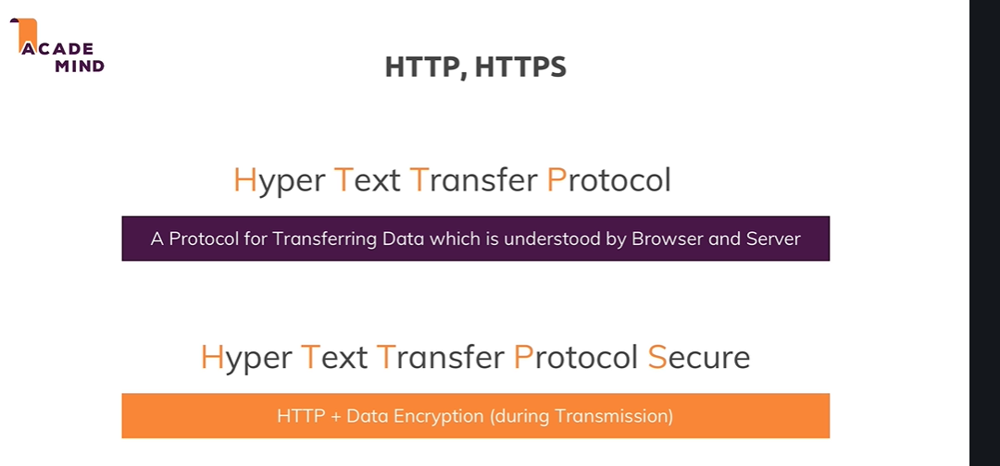 ACADE
MIND
HTTP, HTTPS
Hyper Text Transfer Protocol
A Protocol for Transferring Data which is understood by Browser and Server
Hyper Text Transfer Protocol Secure
HTTP + Data Encryption (during Transmission)